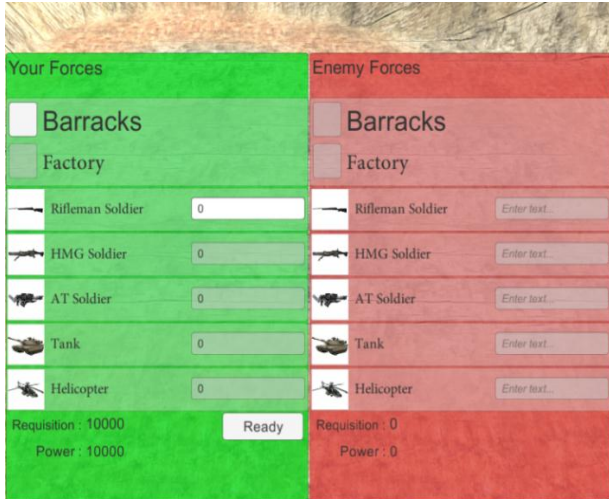 Your Forces
Barracks
Factory
Rifleman Soldier 0
HMG Soldier 0
AT Soldier 0
Tank 0
Helicopter 0
Requisition : 10000 Ready
Power : 10000
Enemy Forces
Barracks
Factory
Rifleman Soldier Enter text...
HMG Soldier Enter text...
AT Soldier Enter text...
Tank Enter text...
Helicopter Enter text...
Requisition : 0
Power : 0